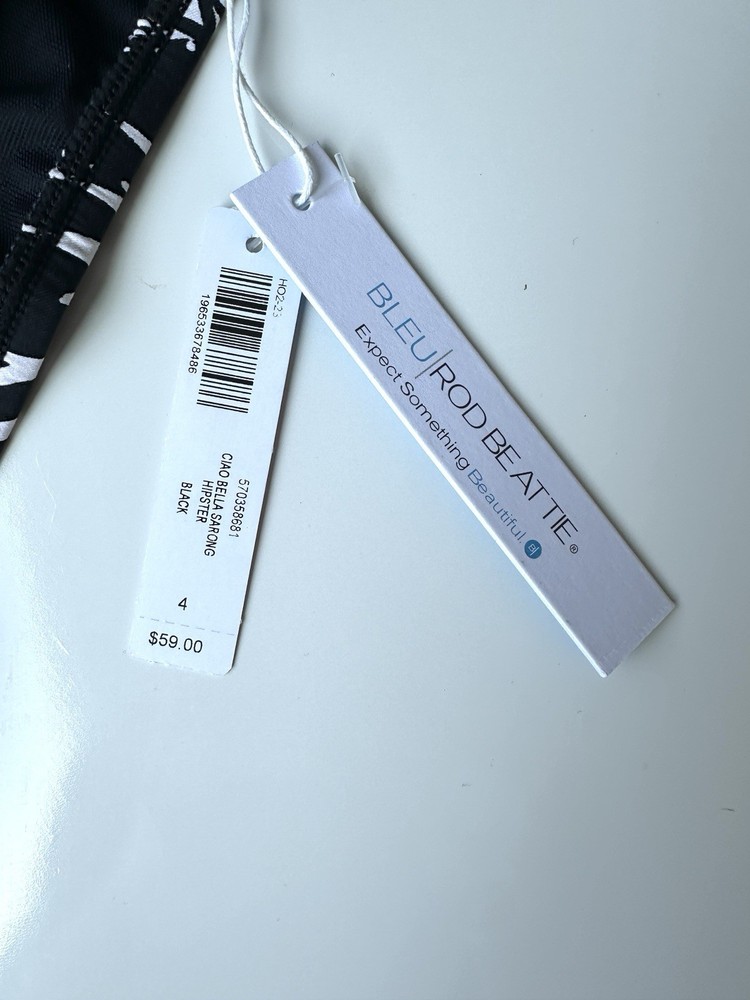 HO2-23
196533678486
570358681
CIAO BELLA SARONG
HIPSTER
BLACK
4
$59.00
BLEU|ROD BEATTIE®
Expect Something Beautiful. B|